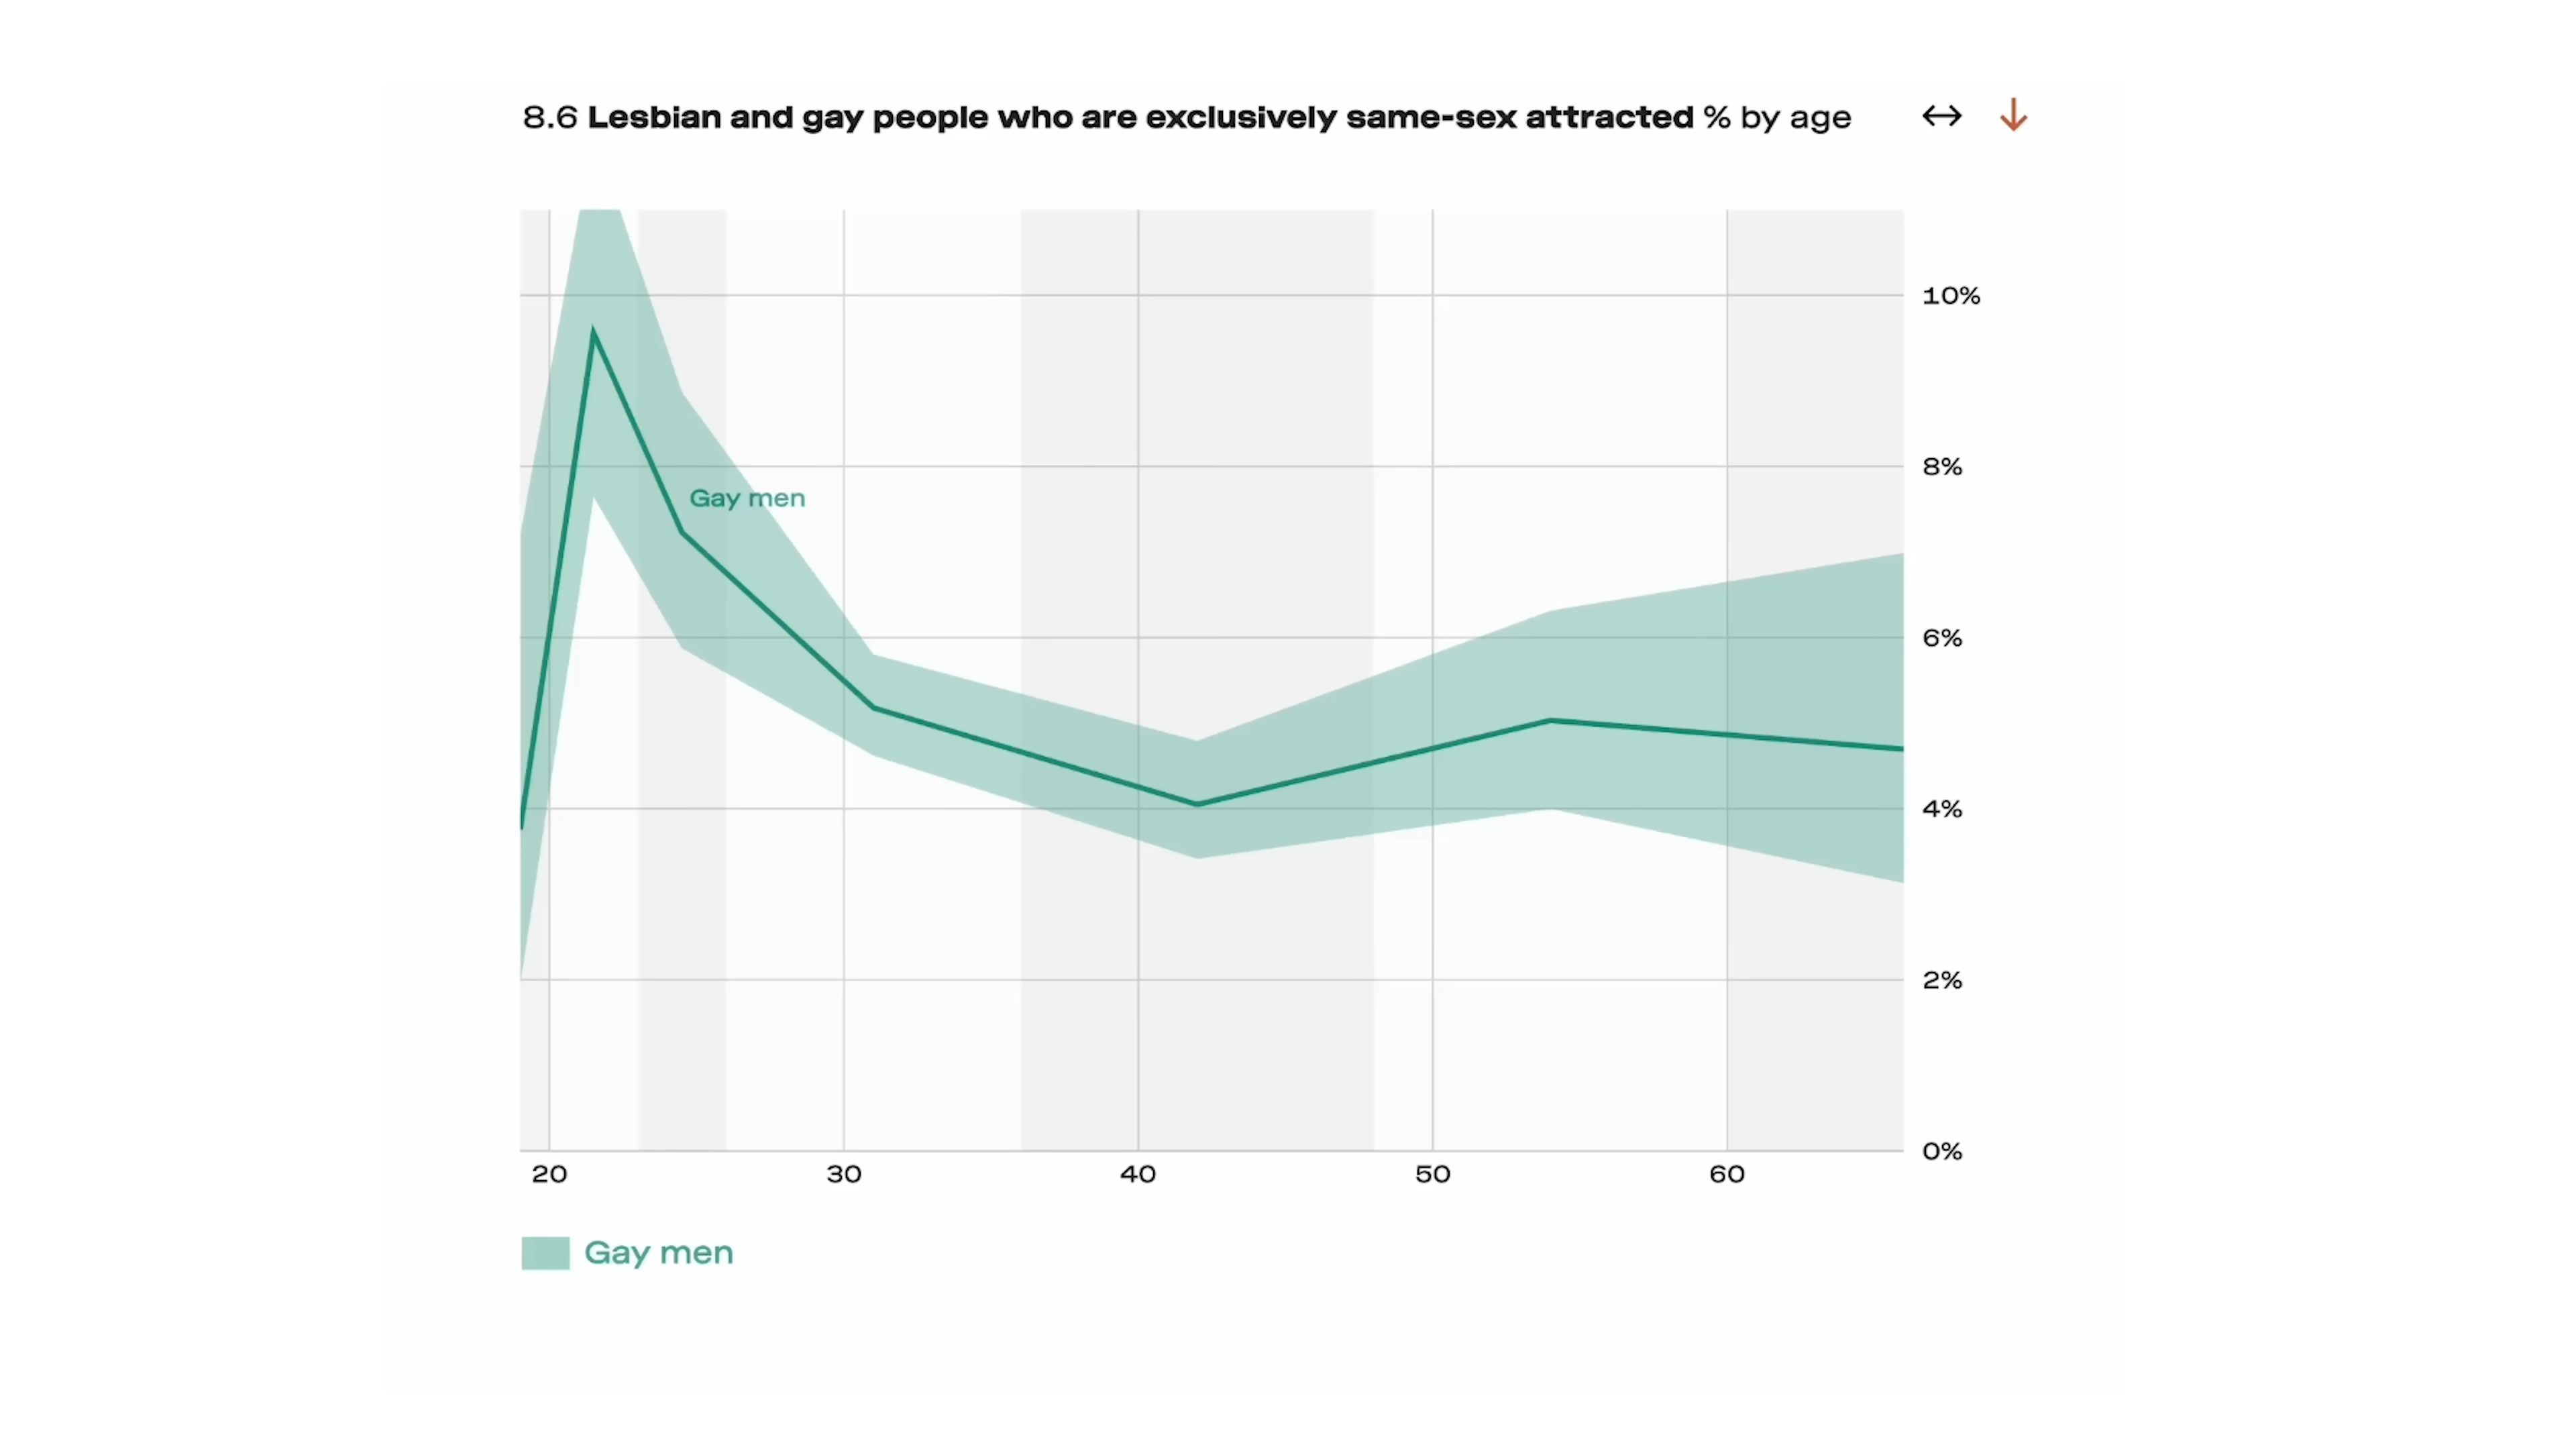 8.6 Lesbian and gay people who are exclusively same-sex attracted % by age
10%
8%
Gay men
6%
4%
2%
0%
20 30 40 50 60
Gay men